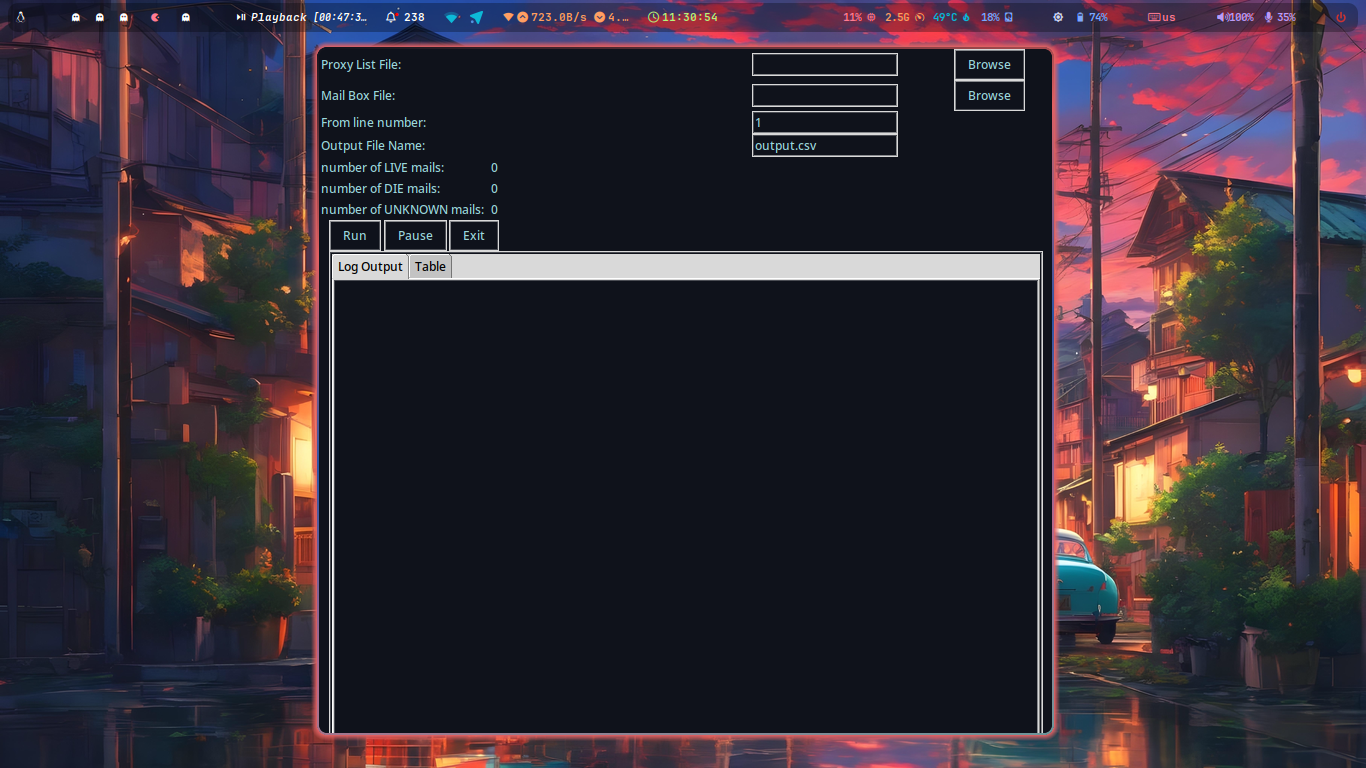 Playback [00:47:3… 238 723.0B/s 4.… 11:30:54 11% 2.5G 49°C 18% 74% us 100% 35%
Proxy List File: Browse
Mail Box File: Browse
From line number: 1
Output File Name: output.csv
number of LIVE mails: 0
number of DIE mails: 0
number of UNKNOWN mails: 0
Run Pause Exit
Log Output Table